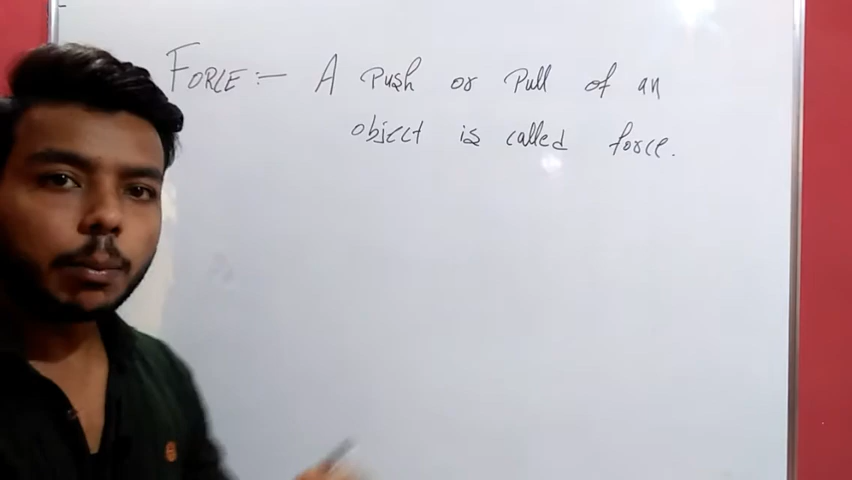 FORCE :- A Push or Pull of an
object is called force.